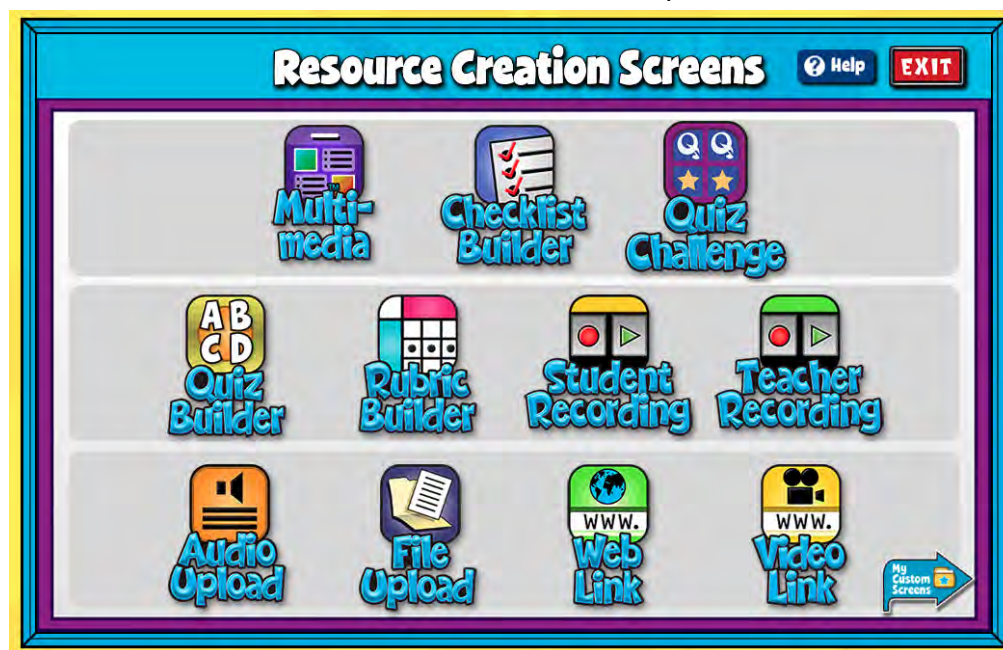 Resource Creation Screens
? Help
EXIT
Multi-
media
Checklist
Builder
Q Q
Quiz
Challenge
A B
C D
Quiz
Builder
Rubric
Builder
Student
Recording
Teacher
Recording
Audio
Upload
File
Upload
WWW.
Web
Link
WWW.
Video
Link
My
Custom
Screens